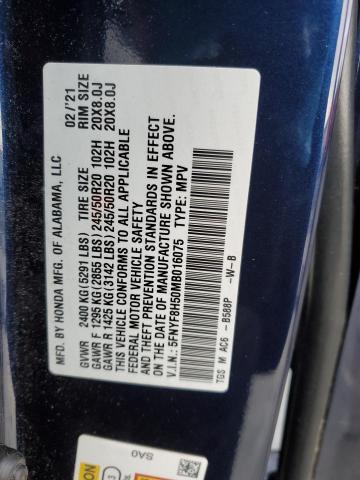 MFD. BY HONDA MFG. OF ALABAMA, LLC 02 /'21
GVWR 2400 KG(5291 LBS) TIRE SIZE RIM SIZE
GAWR F 1295 KG(2855 LBS) 245/50R20 102H 20X8.0J
GAWR R 1425 KG(3142 LBS) 245/50R20 102H 20X8.0J
THIS VEHICLE CONFORMS TO ALL APPLICABLE
FEDERAL MOTOR VEHICLE SAFETY BUMPER
THEFT PREVENTION STANDARDS IN EFFECT
ON DATE OF MANUFACTURE SHOWN ABOVE.
V.I.N.: 5FNYF8H50MB016075 TYPE: MPV
TGS M AC6 - B588P -W-B
SA0